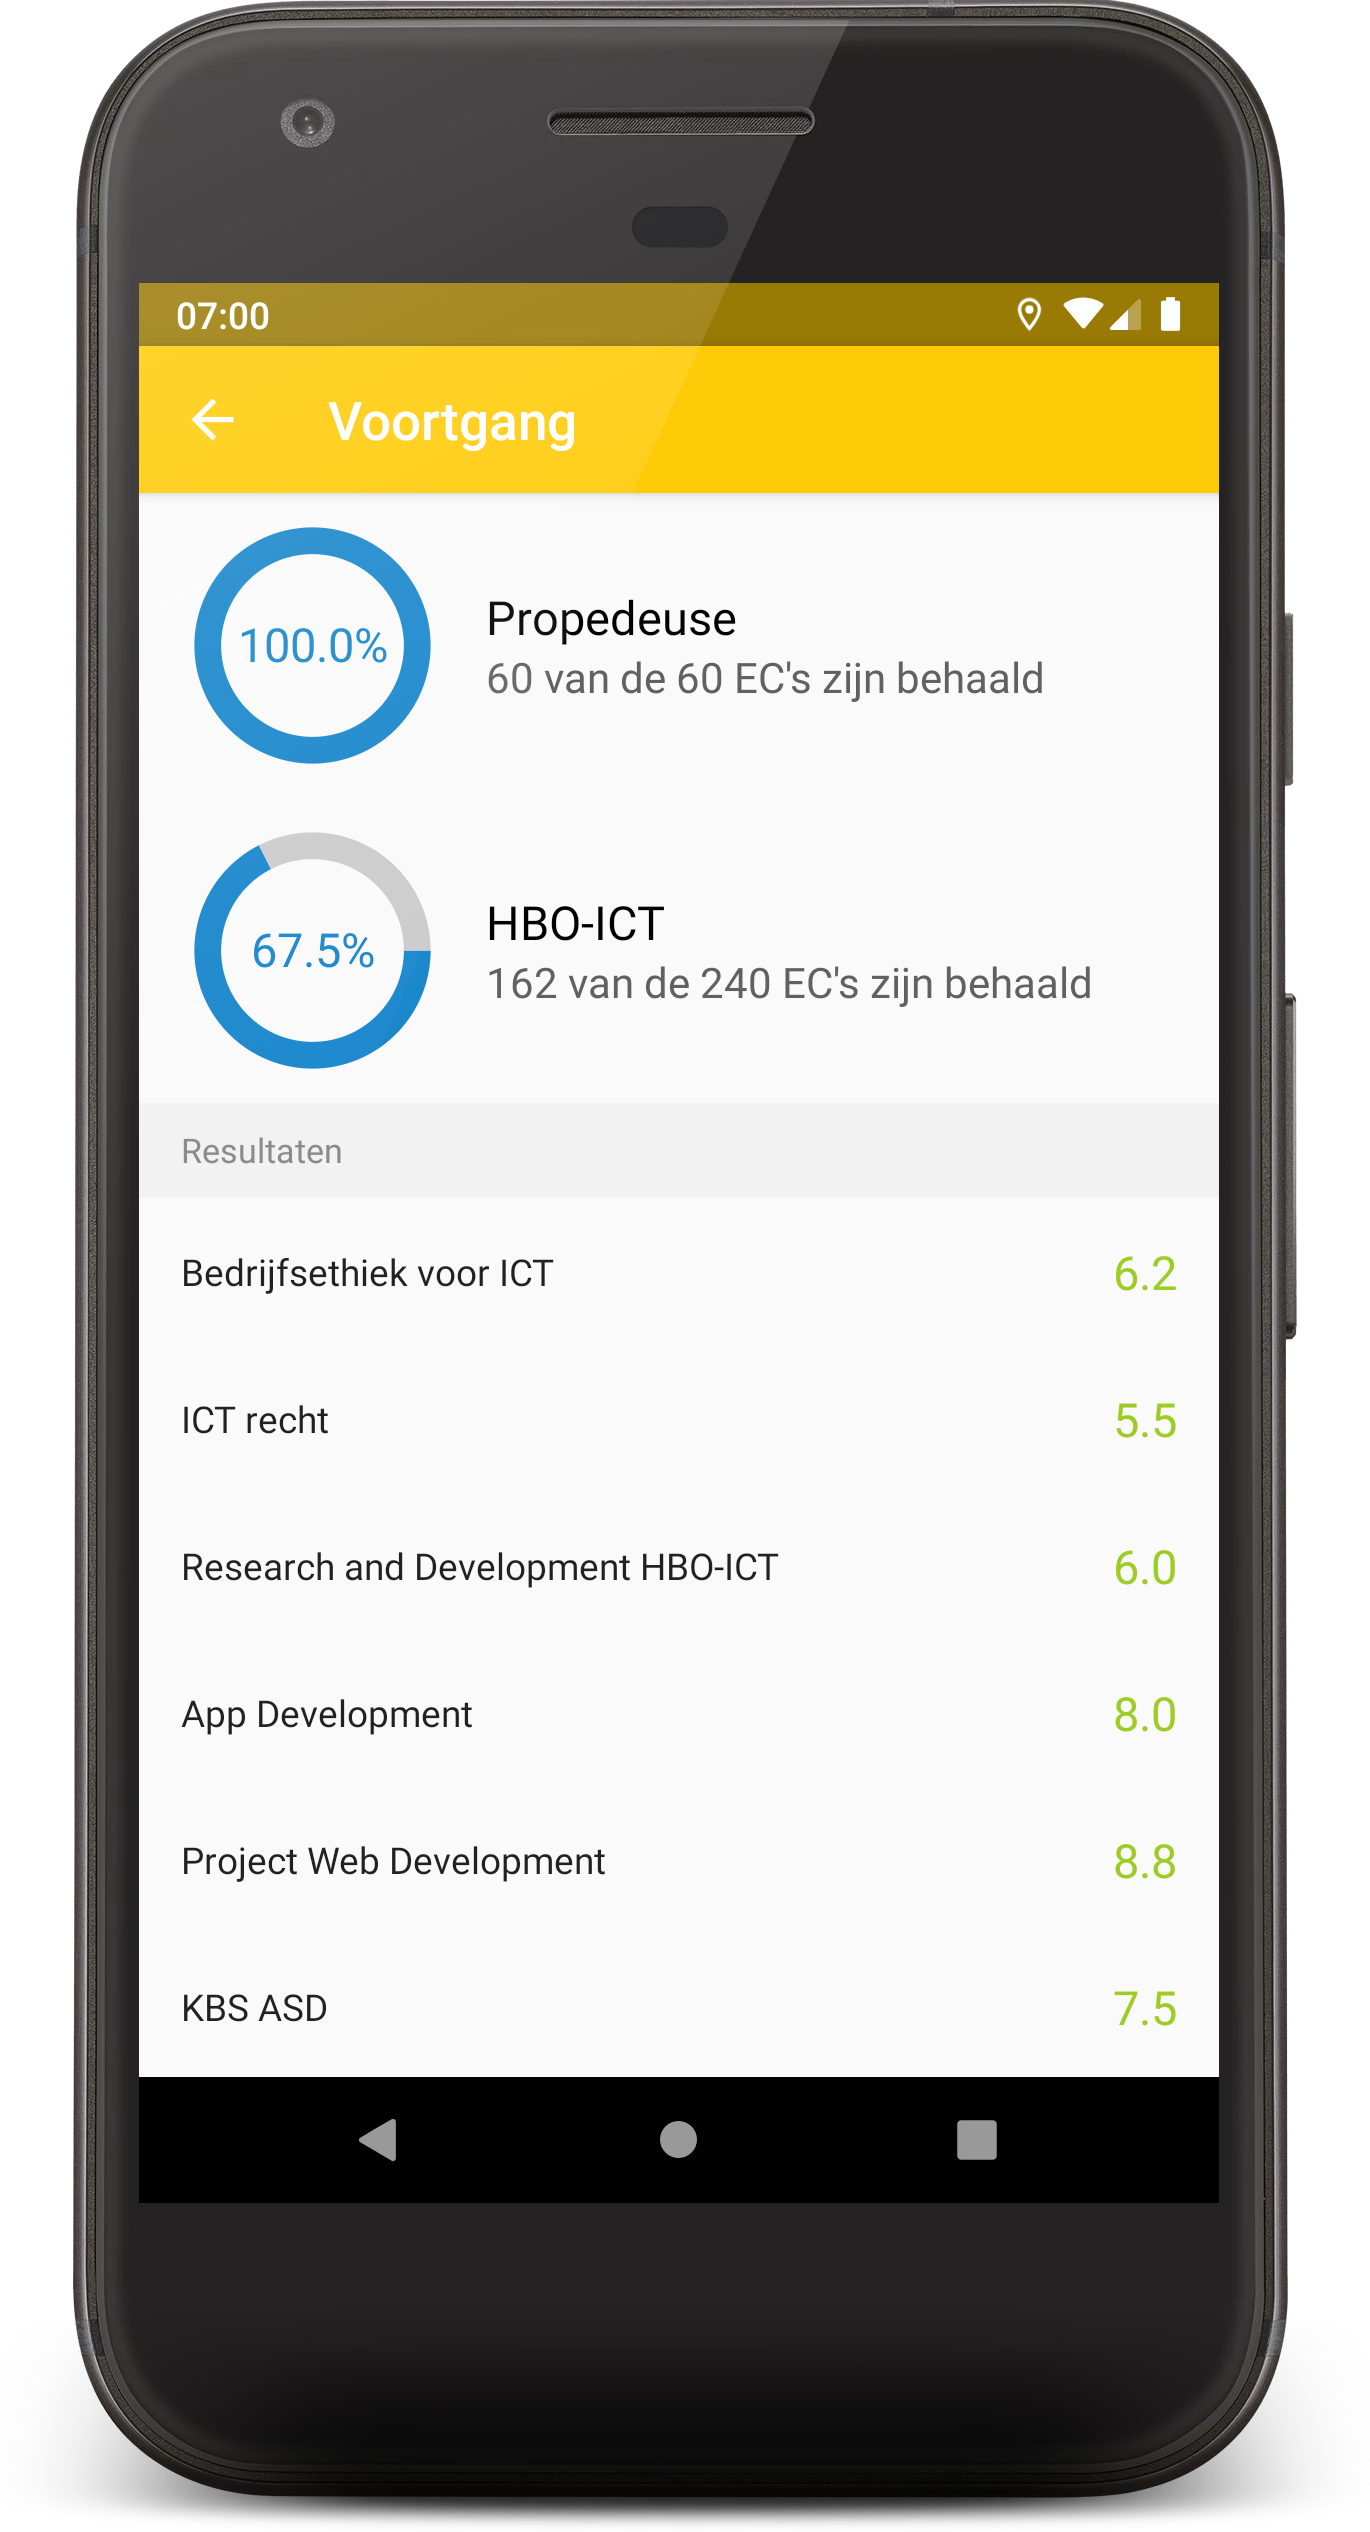 07:00
Voortgang
100.0%
Propedeuse
60 van de 60 EC's zijn behaald
67.5%
HBO-ICT
162 van de 240 EC's zijn behaald
Resultaten
Bedrijfsethiek voor ICT 6.2
ICT recht 5.5
Research and Development HBO-ICT 6.0
App Development 8.0
Project Web Development 8.8
KBS ASD 7.5